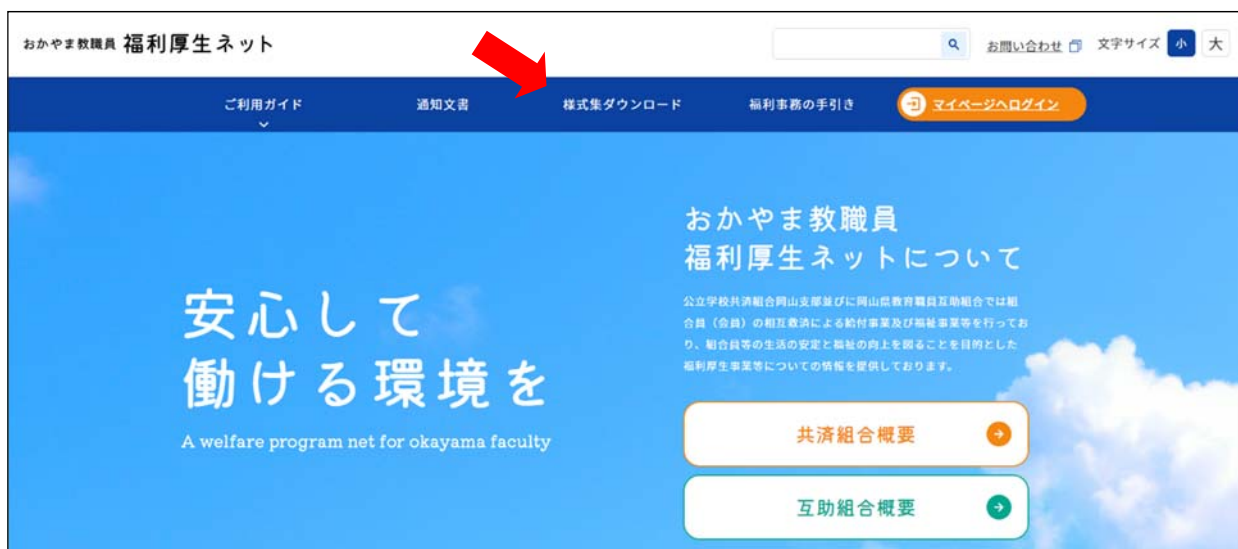 おかやま教職員 福利厚生ネット
お問い合わせ 文字サイズ 小 大
ご利用ガイド 通知文書 様式集ダウンロード 福利事務の手引き マイページへログイン
安心して
働ける環境を
A welfare program net for okayama faculty
おかやま教職員
福利厚生ネットについて
公立学校共済組合岡山支部並びに岡山県教育職員互助組合では組
合員（会員）の相互救済による給付事業及び福祉事業等を行ってお
り、組合員等の生活の安定と福祉の向上を図ることを目的とした
福利厚生事業等についての情報を提供しております。
共済組合概要
互助組合概要